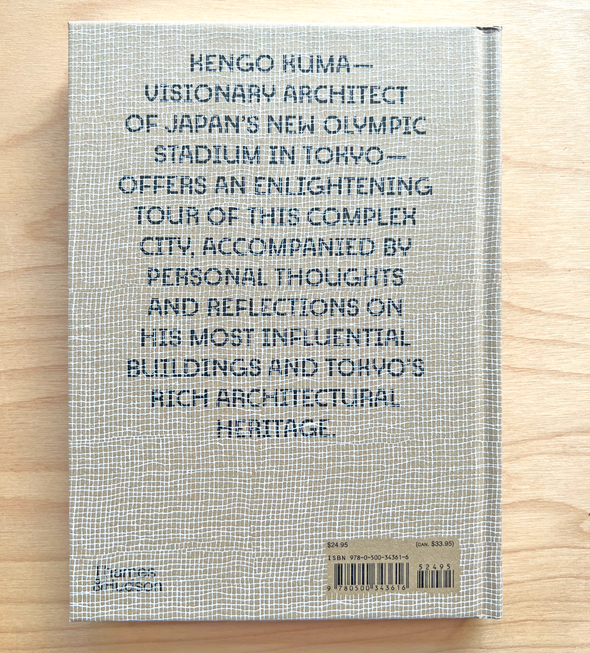 KENGO KUMA—
VISIONARY ARCHITECT
OF JAPAN'S NEW OLYMPIC
STADIUM IN TOKYO—
OFFERS AN ENLIGHTENING
TOUR OF THIS COMPLEX
CITY, ACCOMPANIED BY
PERSONAL THOUGHTS
AND REFLECTIONS ON
HIS MOST INFLUENTIAL
BUILDINGS AND TOKYO'S
RICH ARCHITECTURAL
HERITAGE.
$24.95 (CAN. $33.95)
ISBN 978-0-500-34361-6
52495
9 780500 343616
Thames
&Hudson